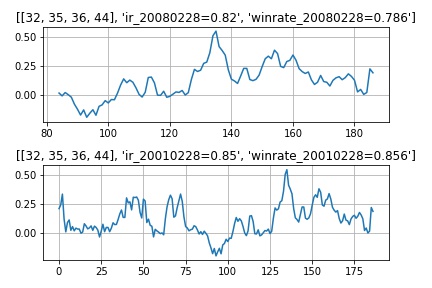 [[32, 35, 36, 44], 'ir_20080228=0.82', 'winrate_20080228=0.786']
0.50
0.25
0.00
80 100 120 140 160 180
[[32, 35, 36, 44], 'ir_20010228=0.85', 'winrate_20010228=0.856']
0.50
0.25
0.00
0 25 50 75 100 125 150 175